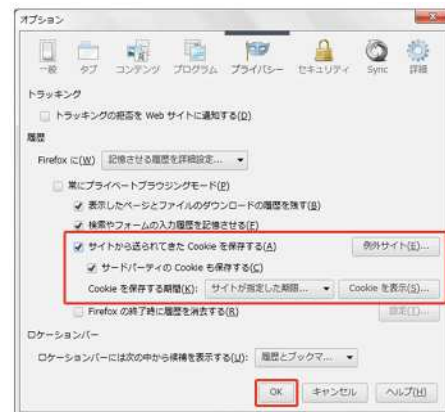 オプション
一般 タブ コンテンツ プログラム プライバシー セキュリティ Sync 詳細
トラッキング
トラッキングの拒否を Web サイトに通知する(D)
履歴
Firefox に(W) 記憶させる履歴を詳細設定...
常にプライベートブラウジングモード(P)
表示したページとファイルのダウンロードの履歴を残す(B)
検索やフォームの入力履歴を記憶させる(F)
サイトから送られてきた Cookie を保存する(A) 例外サイト(E)...
サードパーティの Cookie も保存する(C)
Cookie を保存する期間(K): サイトが指定した期限... Cookie を表示(S)...
Firefox の終了時に履歴を消去する(R) 設定(T)...
ロケーションバー
ロケーションバーには次の中から候補を表示する(U): 履歴とブックマ...
OK キャンセル ヘルプ(H)